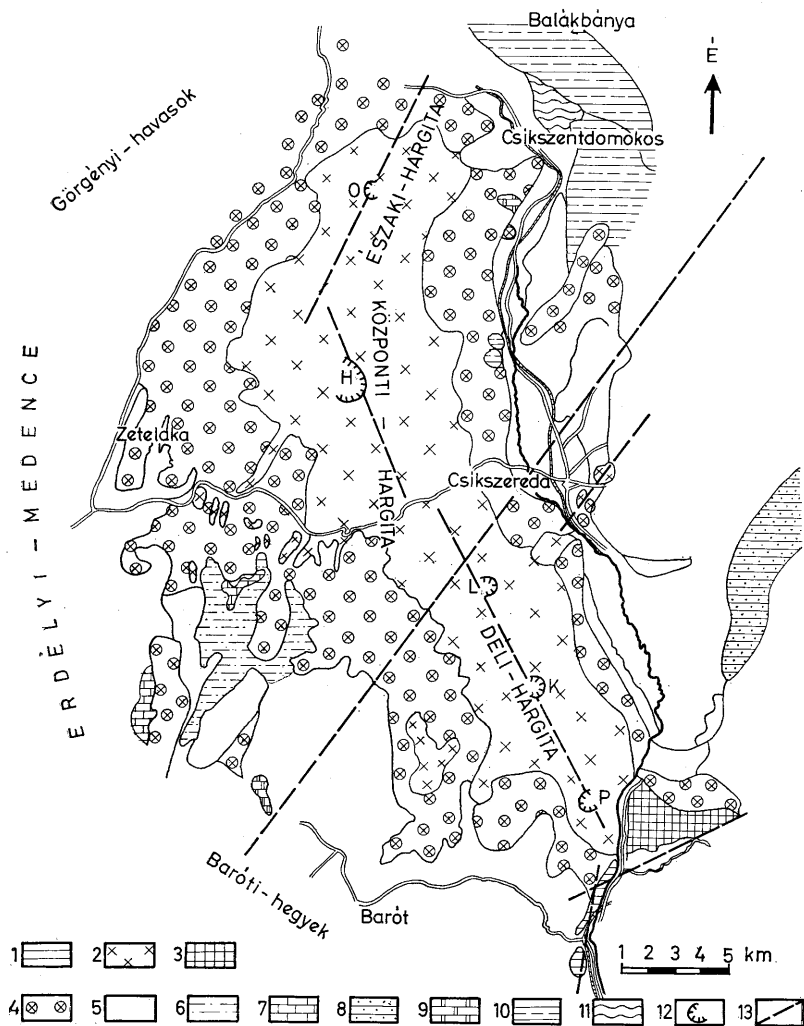 Balákbánya
É
Görgényi-havasok
Csikszentdomokos
O
ÉSZAKI-HARGITA
KÖZPONTI - HARGITA
H
ERDÉLYI-MEDENCE
Zetelaka
Csikszereda
L
DÉLI-HARGITA
K
P
Baróti-hegyek
Barót
1 2 3
1 2 3 4 5 km
4 5 6 7 8 9 10 11 12 13